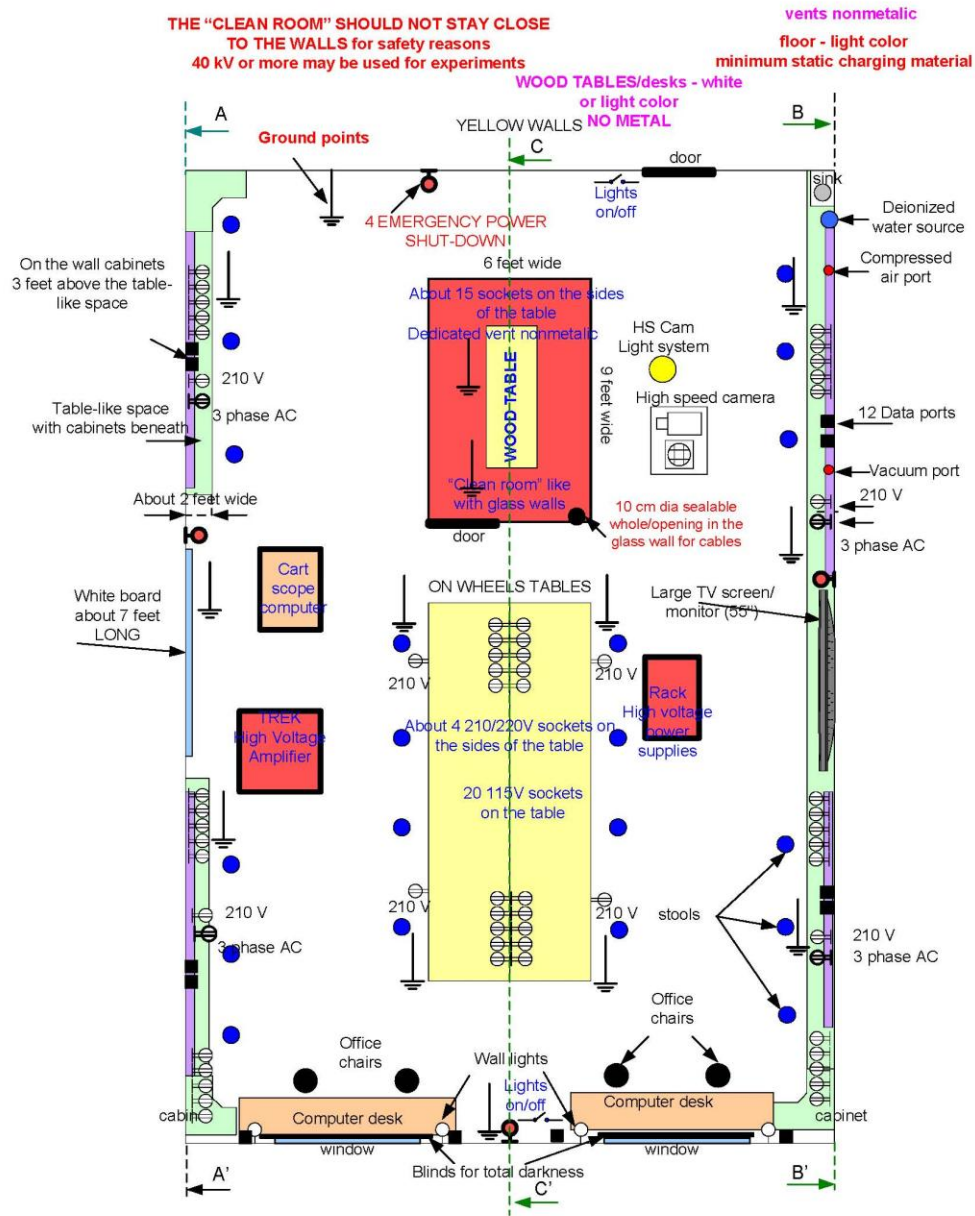 THE “CLEAN ROOM” SHOULD NOT STAY CLOSE
TO THE WALLS for safety reasons
40 kV or more may be used for experiments
vents nonmetalic
floor - light color
minimum static charging material
WOOD TABLES/desks - white
or light color
NO METAL
A
B
YELLOW WALLS
C
Ground points
door
sink
Lights
on/off
4 EMERGENCY POWER
SHUT-DOWN
Deionized
water source
On the wall cabinets
3 feet above the table-
like space
6 feet wide
Compressed
air port
About 15 sockets on the sides
of the table
Dedicated vent nonmetalic
HS Cam
Light system
WOOD TABLE
9 feet wide
210 V
3 phase AC
High speed camera
12 Data ports
Table-like space
with cabinets beneath
Vacuum port
About 2 feet wide
“Clean room” like
with glass walls
10 cm dia sealable
whole/opening in the
glass wall for cables
210 V
3 phase AC
door
Cart
scope
computer
ON WHEELS TABLES
Large TV screen/
monitor (55")
White board
about 7 feet
LONG
210 V
210 V
TREK
High Voltage
Amplifier
About 4 210/220V sockets on
the sides of the table
Rack
High voltage
power
supplies
20 115V sockets
on the table
210 V
3 phase AC
210 V
210 V
stools
210 V
3 phase AC
Office
chairs
Office
chairs
Wall lights
Lights
on/off
cabin
Computer desk
Computer desk
cabinet
window
Blinds for total darkness
window
A’
C’
B’